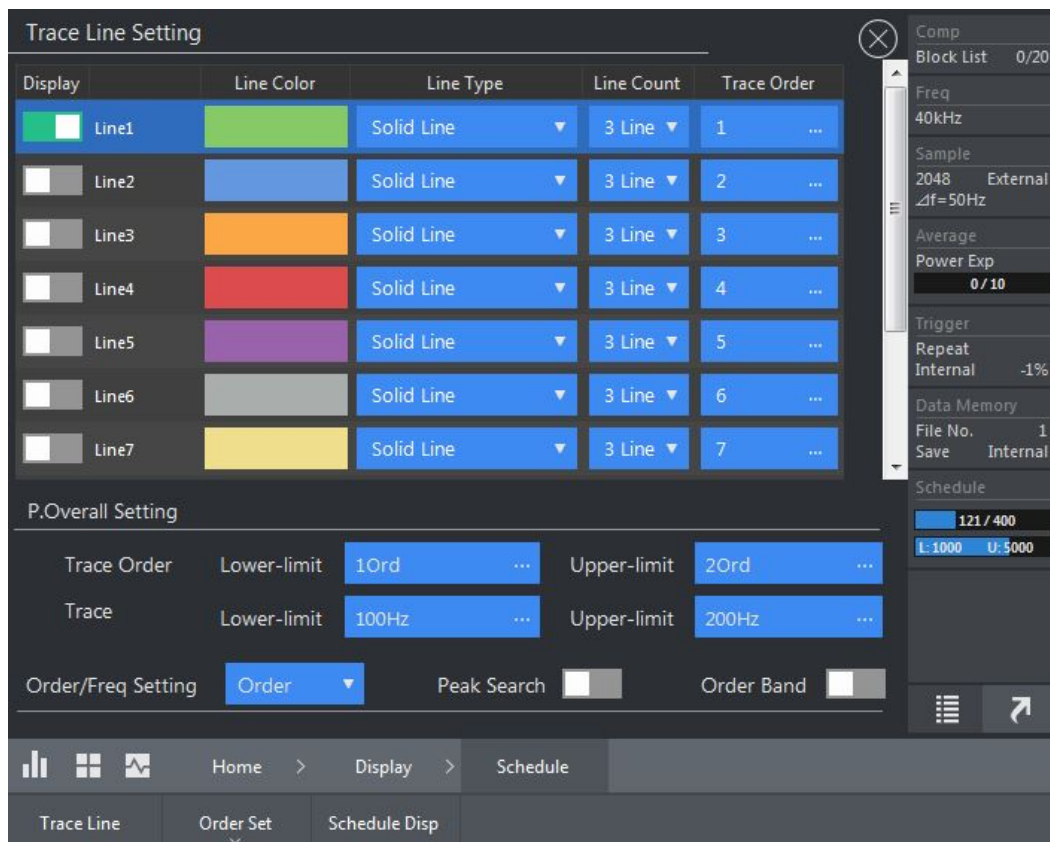 Trace Line Setting
Display Line Color Line Type Line Count Trace Order
Line1 Solid Line 3 Line 1 ...
Line2 Solid Line 3 Line 2 ...
Line3 Solid Line 3 Line 3 ...
Line4 Solid Line 3 Line 4 ...
Line5 Solid Line 3 Line 5 ...
Line6 Solid Line 3 Line 6 ...
Line7 Solid Line 3 Line 7 ...
P.Overall Setting
Trace Order Lower-limit 1Ord ... Upper-limit 2Ord ...
Trace Lower-limit 100Hz ... Upper-limit 200Hz ...
Order/Freq Setting Order Peak Search Order Band
Comp
Block List 0/20
Freq
40kHz
Sample
2048 External
⊿f=50Hz
Average
Power Exp
0/10
Trigger
Repeat
Internal -1%
Data Memory
File No. 1
Save Internal
Schedule
121/400
L:1000 U:5000
Home > Display > Schedule
Trace Line Order Set Schedule Disp